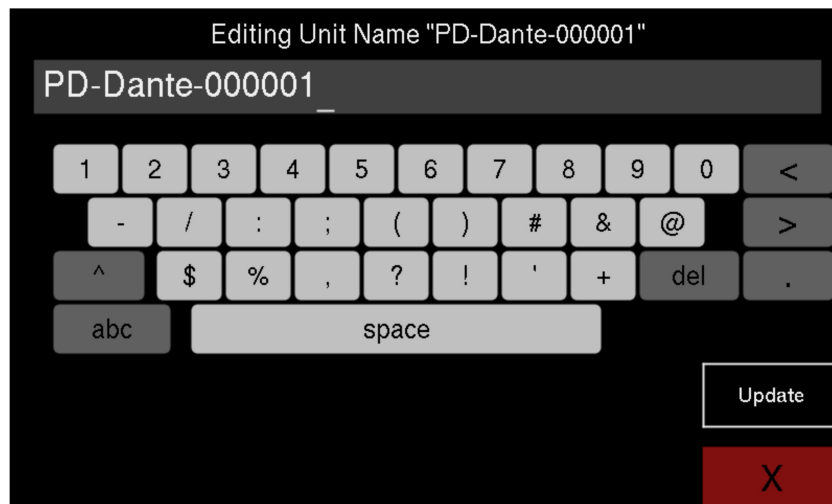 Editing Unit Name "PD-Dante-000001"
PD-Dante-000001_
1 2 3 4 5 6 7 8 9 0 <
- / : ; ( ) # & @ >
^ $ % , ? ! ' + del .
abc space
Update
X